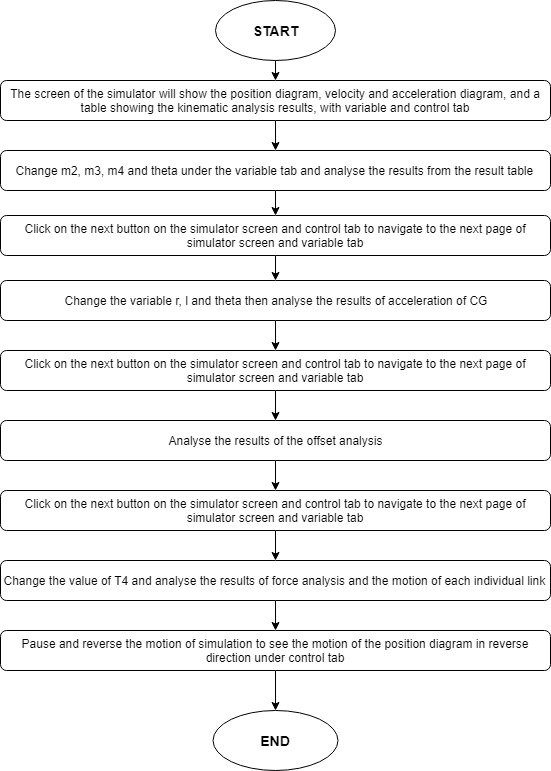 START
The screen of the simulator will show the position diagram, velocity and acceleration diagram, and a
table showing the kinematic analysis results, with variable and control tab
Change m2, m3, m4 and theta under the variable tab and analyse the results from the result table
Click on the next button on the simulator screen and control tab to navigate to the next page of
simulator screen and variable tab
Change the variable r, l and theta then analyse the results of acceleration of CG
Click on the next button on the simulator screen and control tab to navigate to the next page of
simulator screen and variable tab
Analyse the results of the offset analysis
Click on the next button on the simulator screen and control tab to navigate to the next page of
simulator screen and variable tab
Change the value of T4 and analyse the results of force analysis and the motion of each individual link
Pause and reverse the motion of simulation to see the motion of the position diagram in reverse
direction under control tab
END